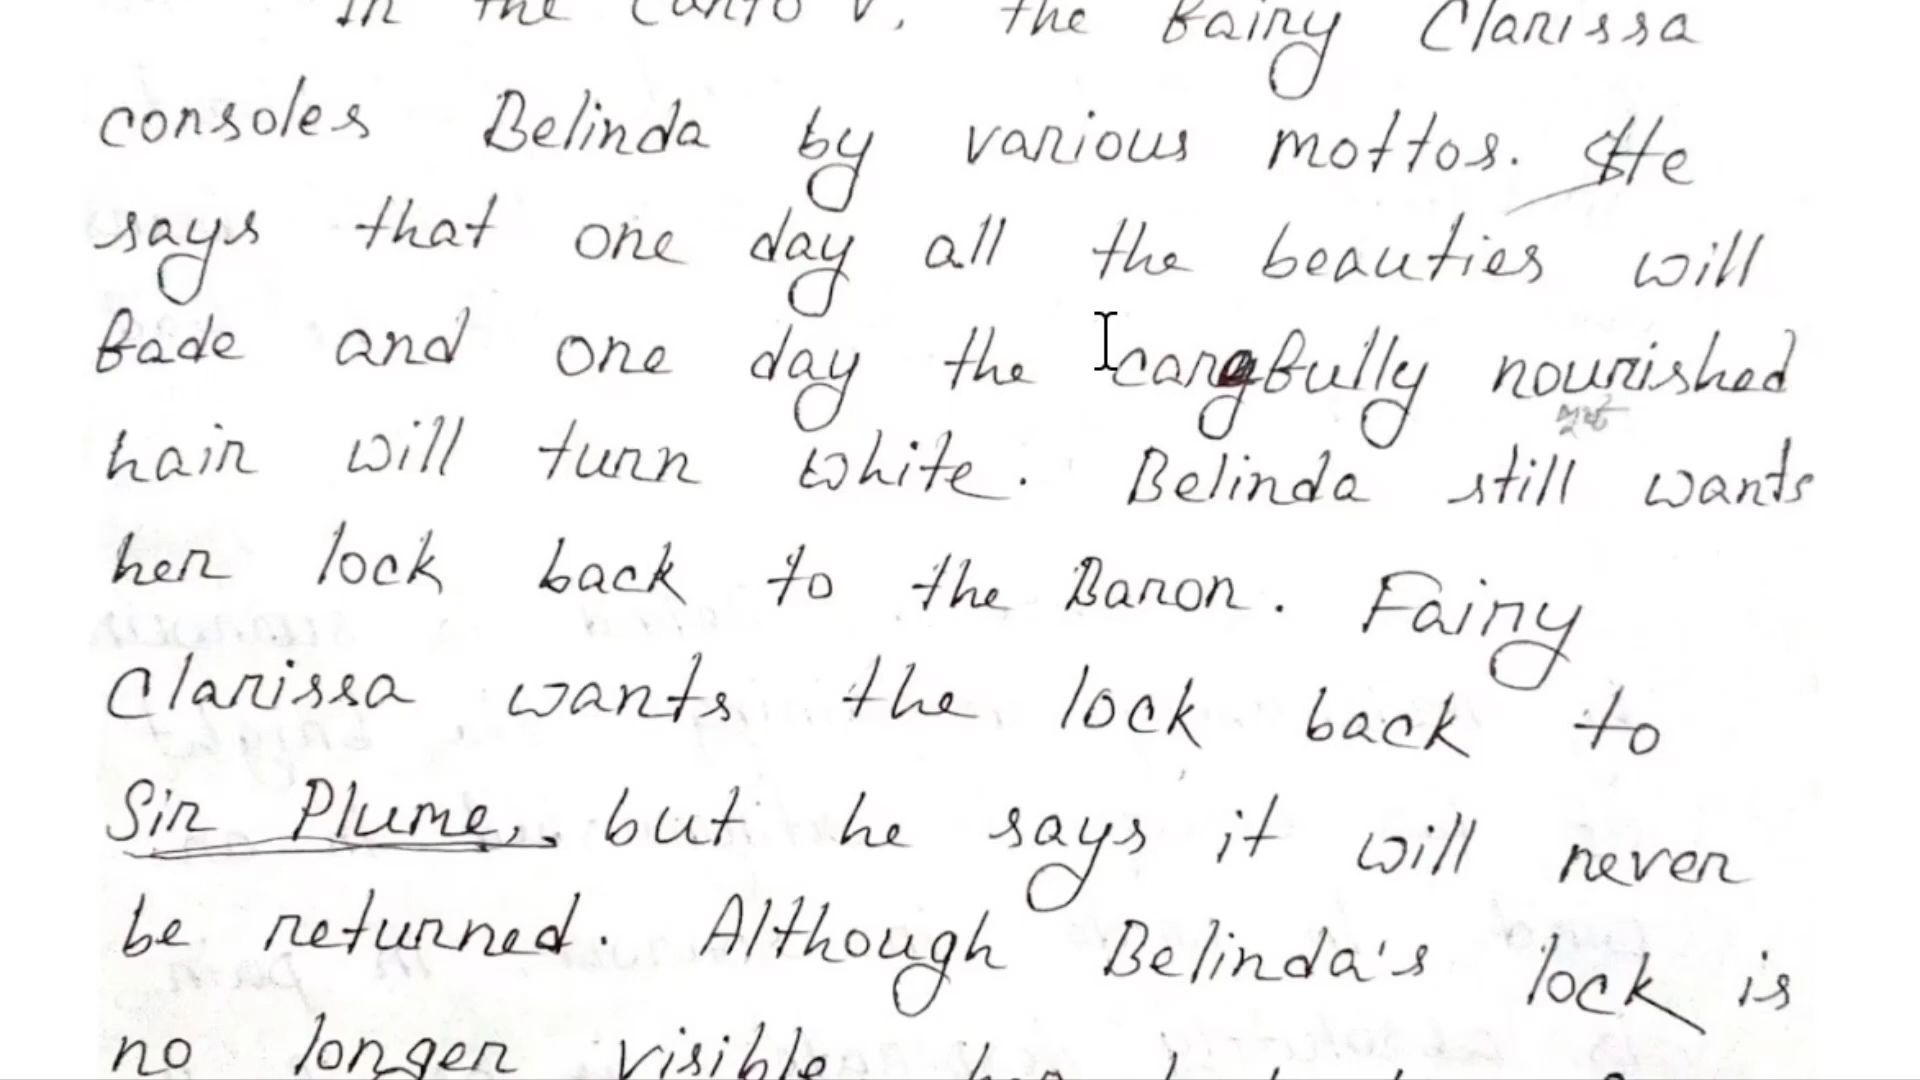 In the Canto V, the fairy Clarissa
consoles Belinda by various mottos. He
says that one day all the beauties will
fade and one day the carefully nourished
hair will turn white. Belinda still wants
her lock back to the Baron. Fairy
Clarissa wants the lock back to
Sir Plume, but he says it will never
be returned. Although Belinda's lock is
no longer visible